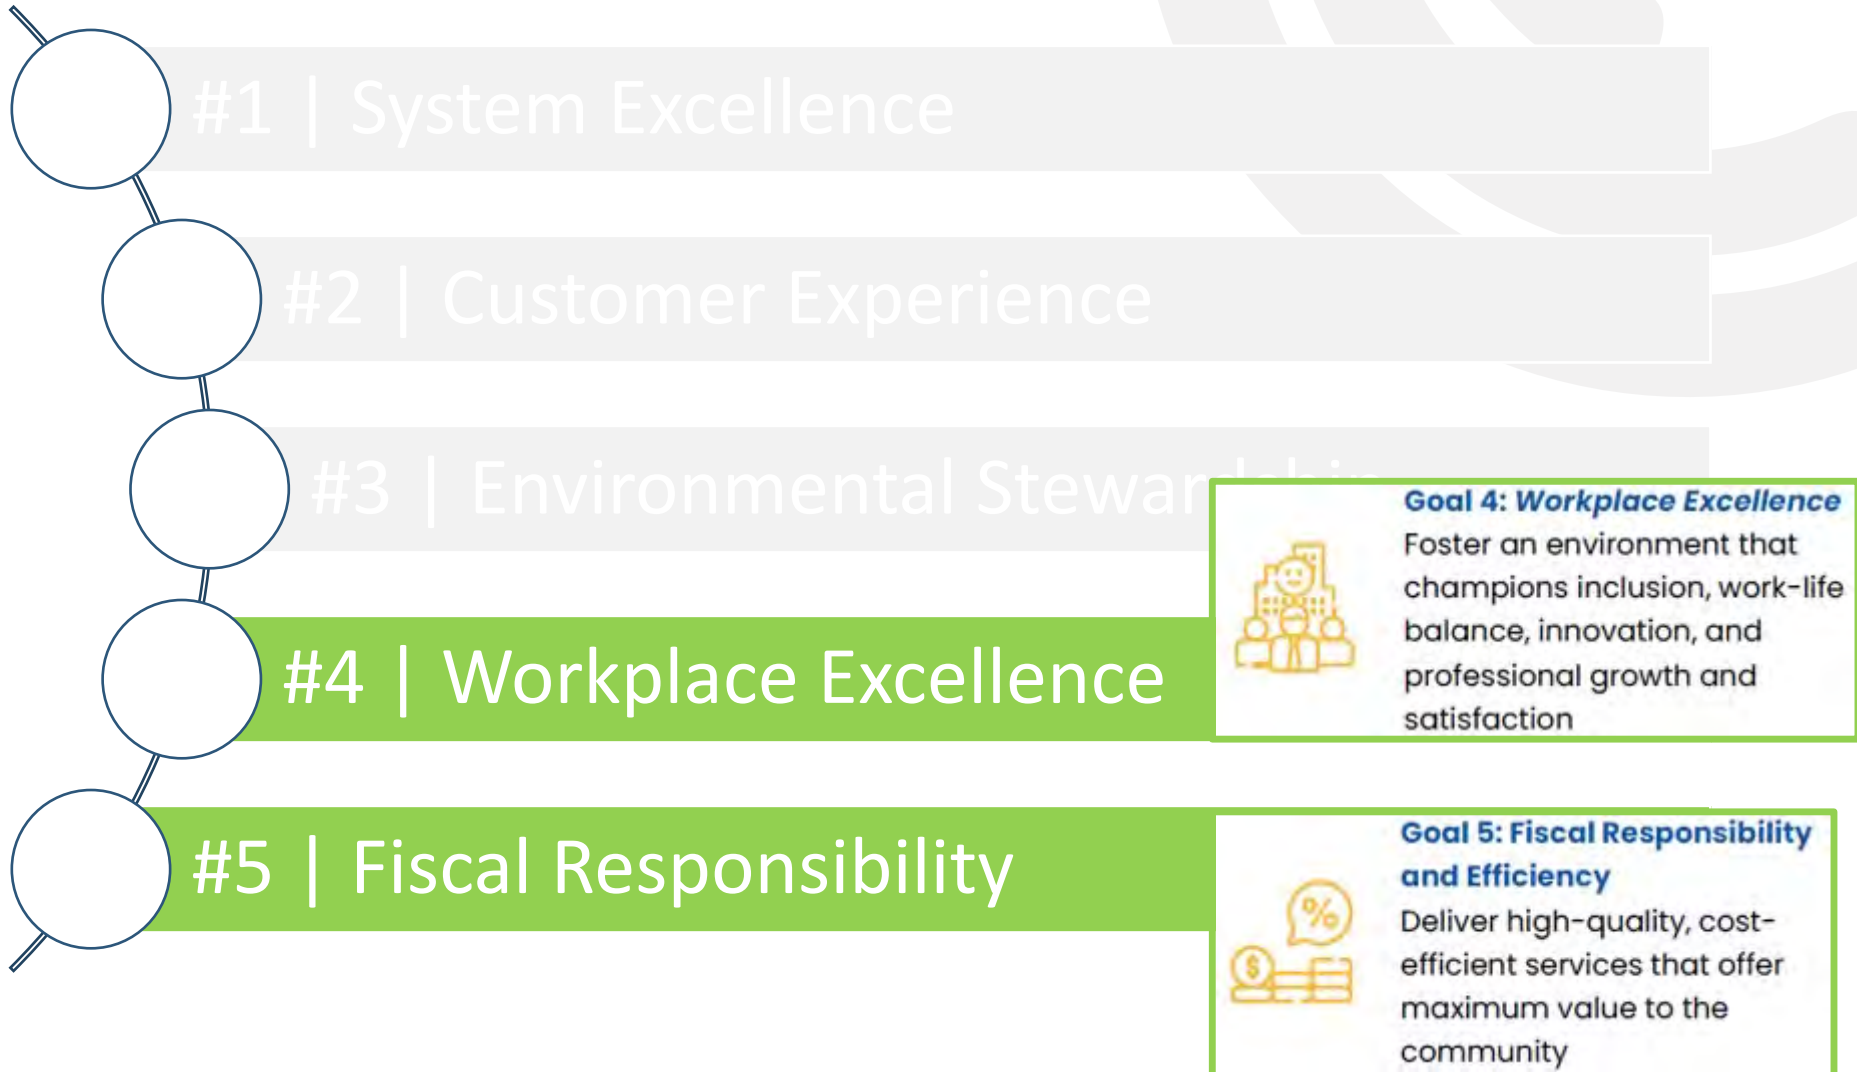 #1 | System Excellence
#2 | Customer Experience
#3 | Environmental Stewardship
Goal 4: Workplace Excellence
Foster an environment that
champions inclusion, work-life
balance, innovation, and
professional growth and
satisfaction
#4 | Workplace Excellence
#5 | Fiscal Responsibility
Goal 5: Fiscal Responsibility
and Efficiency
Deliver high-quality, cost-
efficient services that offer
maximum value to the
community
%
$